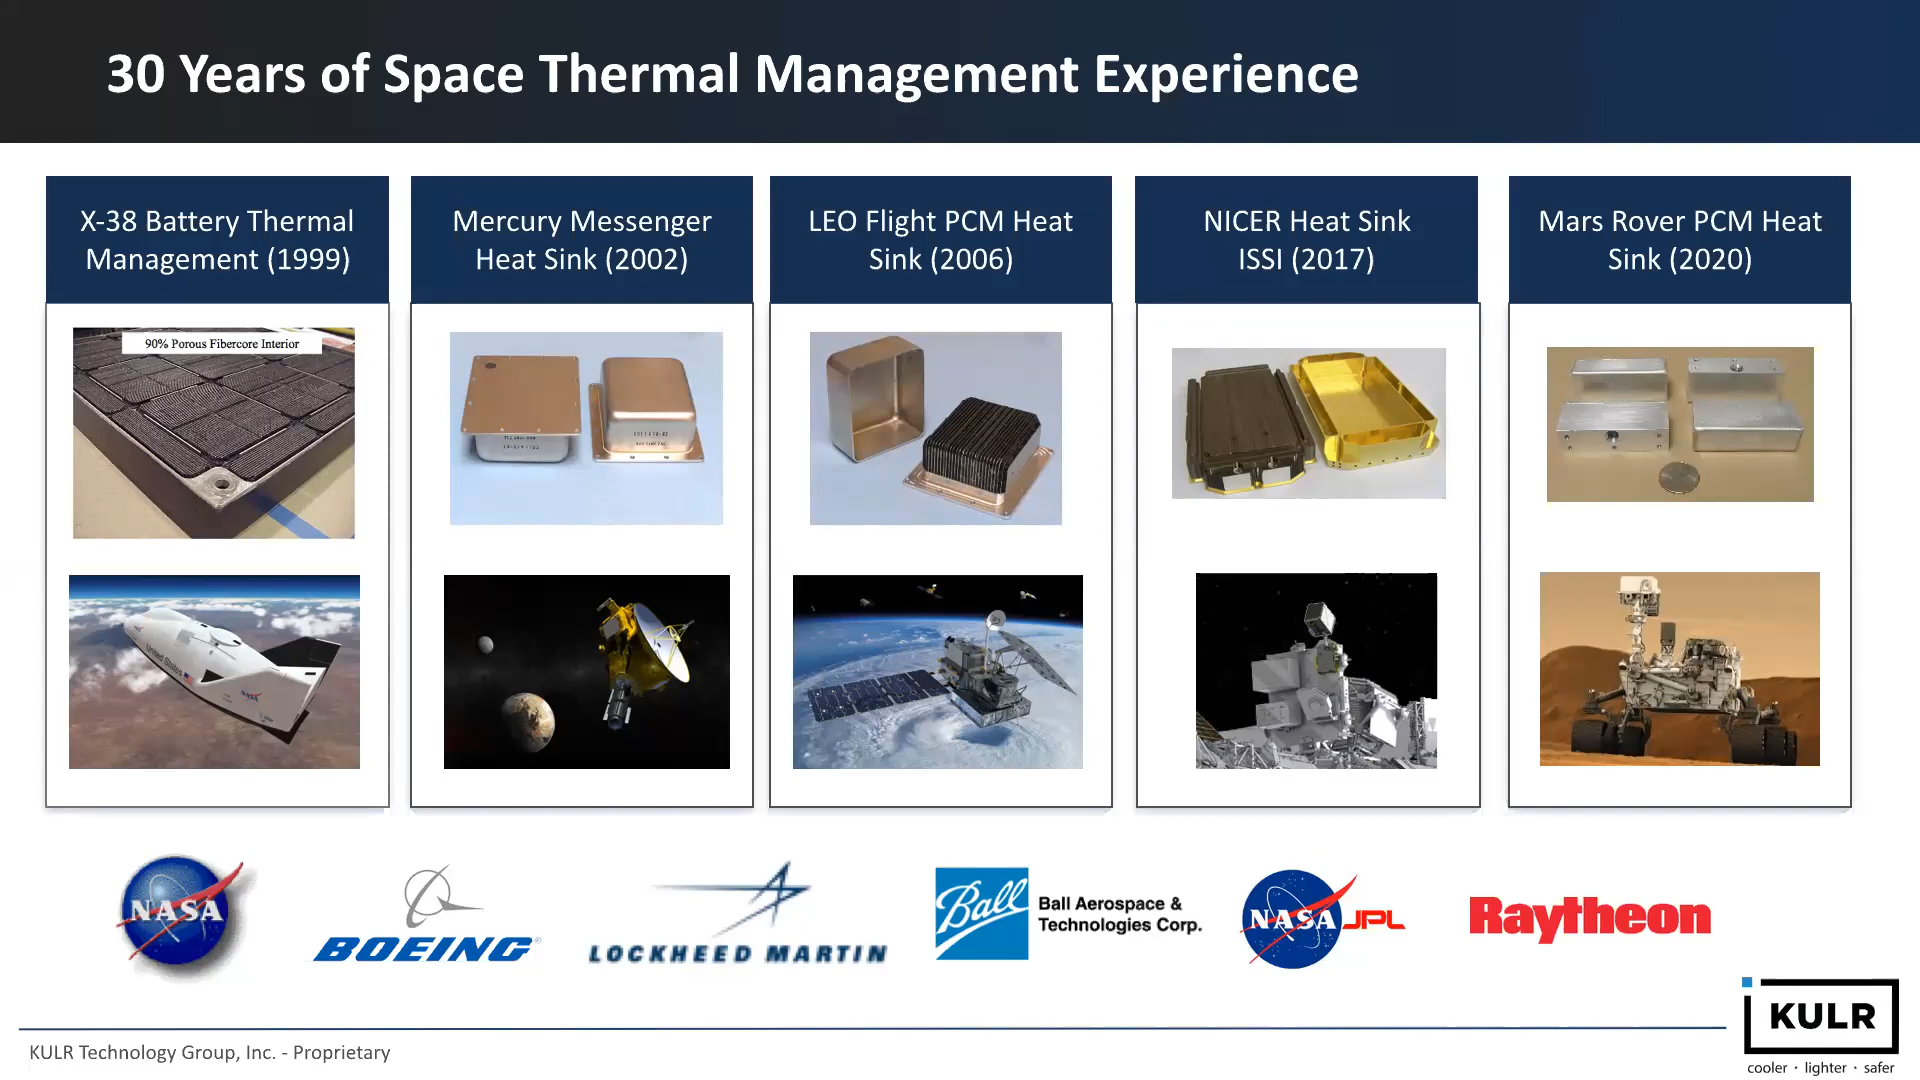 30 Years of Space Thermal Management Experience
X-38 Battery Thermal
Management (1999)
Mercury Messenger
Heat Sink (2002)
LEO Flight PCM Heat
Sink (2006)
NICER Heat Sink
ISSI (2017)
Mars Rover PCM Heat
Sink (2020)
90% Porous Fibercore Interior
United States
NASA
NASA
BOEING
LOCKHEED MARTIN
Ball
Ball Aerospace &
Technologies Corp.
NASA JPL
Raytheon
KULR
cooler · lighter · safer
KULR Technology Group, Inc. - Proprietary